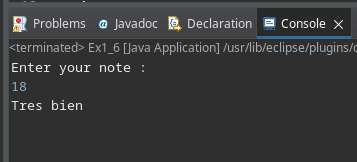 Problems Javadoc Declaration Console
<terminated> Ex1_6 [Java Application] /usr/lib/eclipse/plugins/
Enter your note :
18
Tres bien